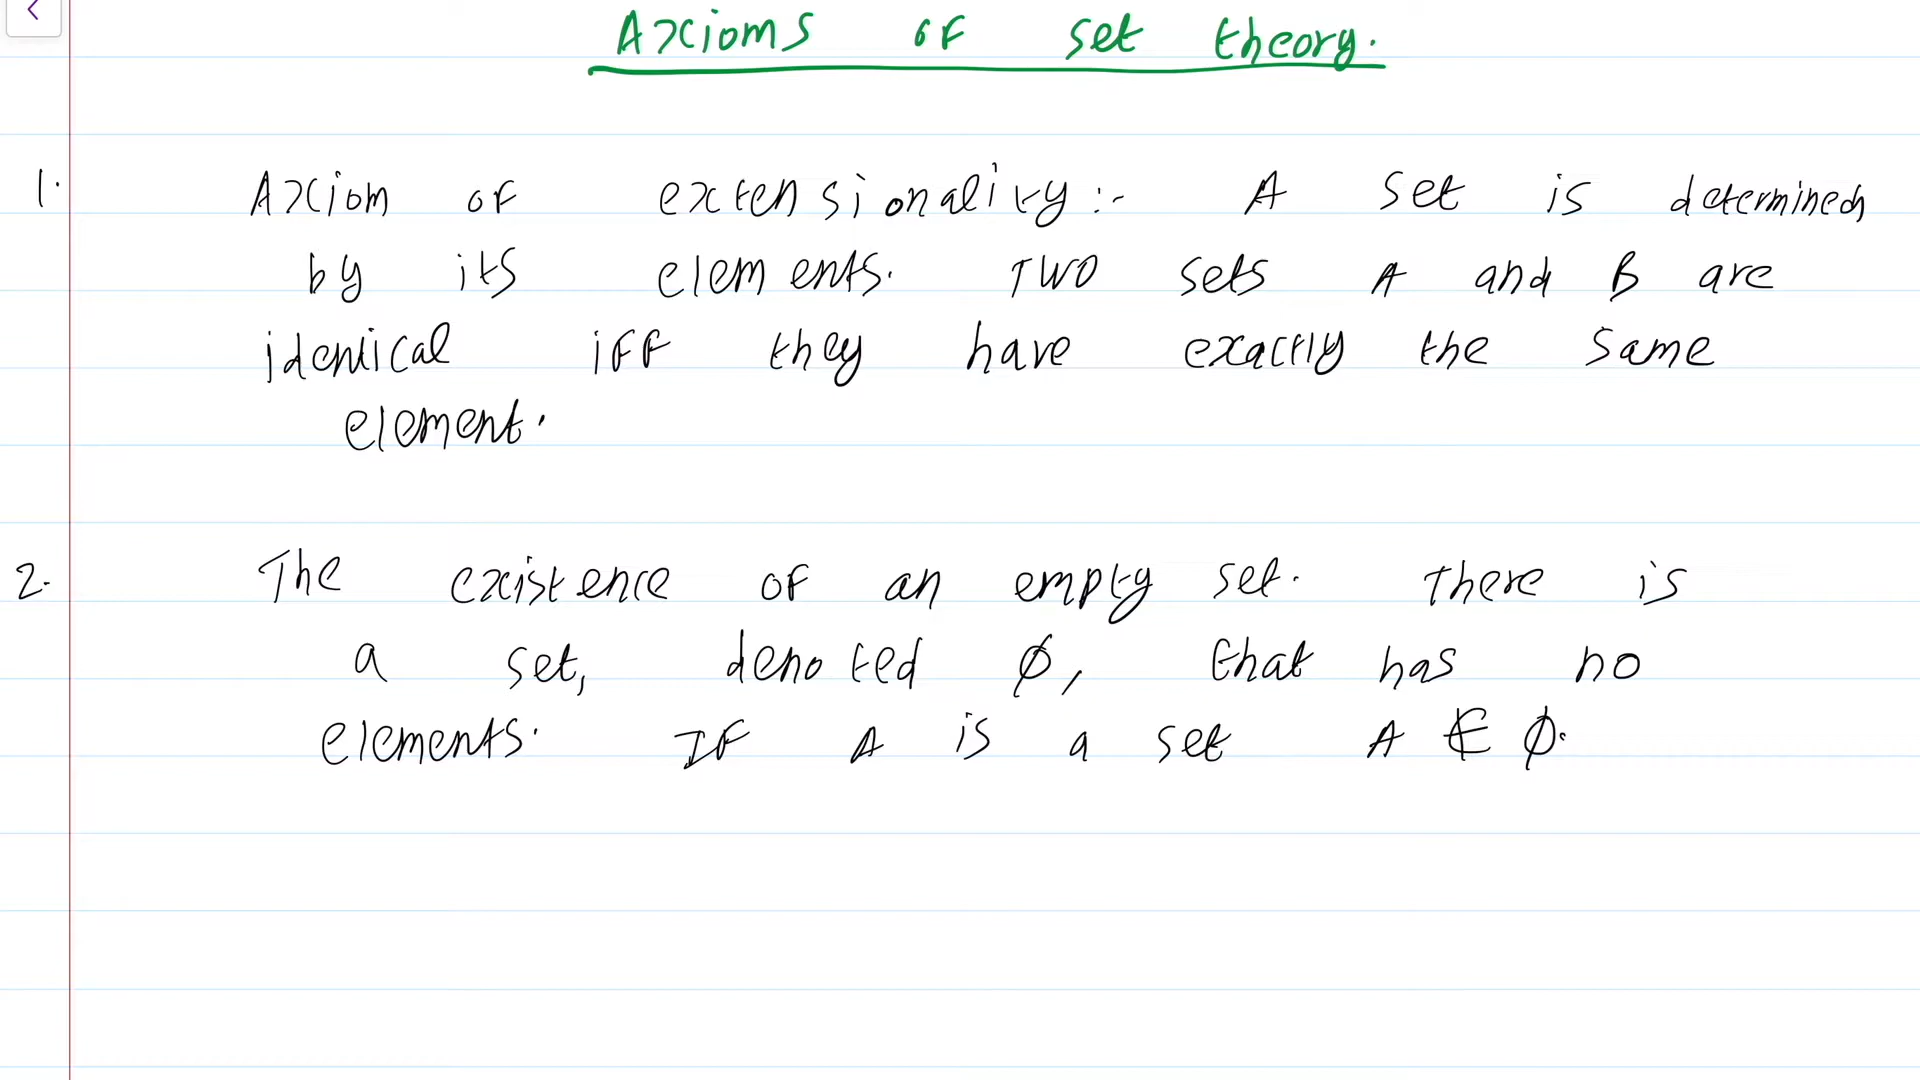 Axioms of set theory.
1. Axiom of extensionality:- A set is determined
by its elements. Two sets A and B are
identical iff they have exactly the same
element.
2. The existence of an empty set. There is
a set, denoted ∅, that has no
elements. If A is a set A ∉ ∅.